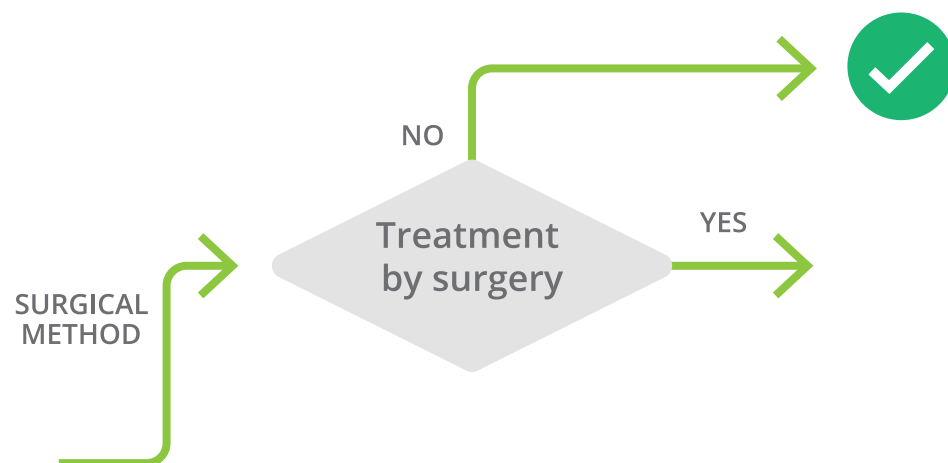 NO
Treatment
by surgery
YES
SURGICAL
METHOD